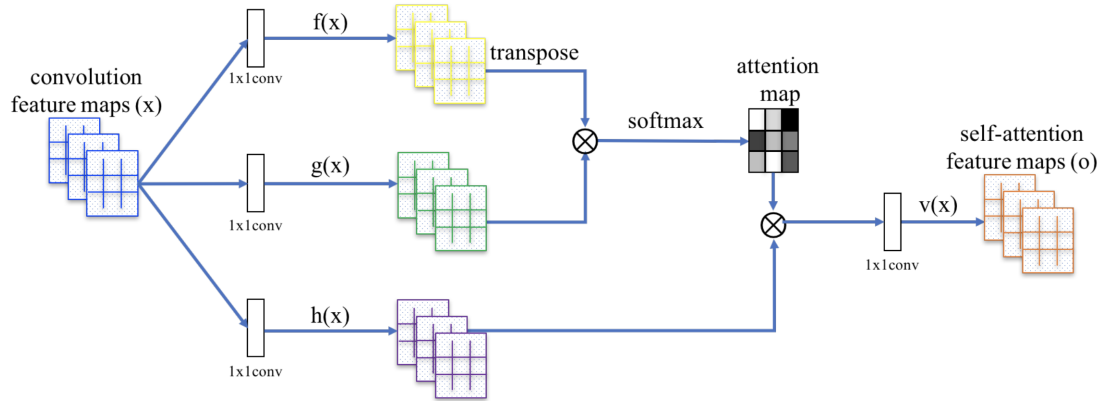 convolution
feature maps (x)
f(x)
1x1conv
transpose
g(x)
1x1conv
h(x)
1x1conv
softmax
attention
map
1x1conv
v(x)
self-attention
feature maps (o)